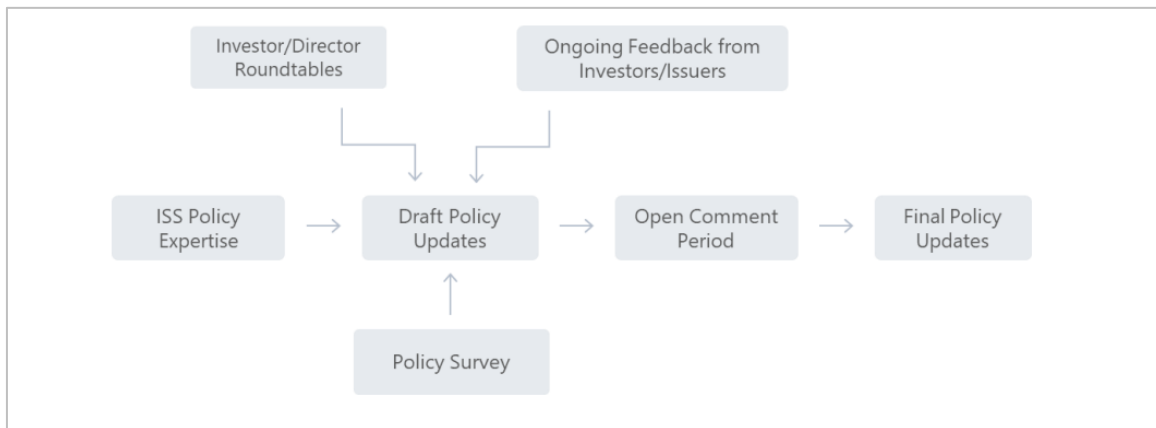 Investor/Director
Roundtables
Ongoing Feedback from
Investors/Issuers
ISS Policy
Expertise
Draft Policy
Updates
Open Comment
Period
Final Policy
Updates
Policy Survey